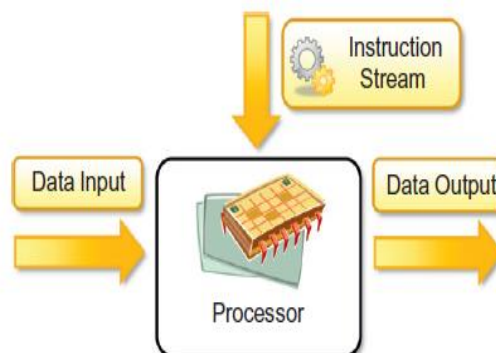 Instruction
Stream
Data Input
Data Output
Processor